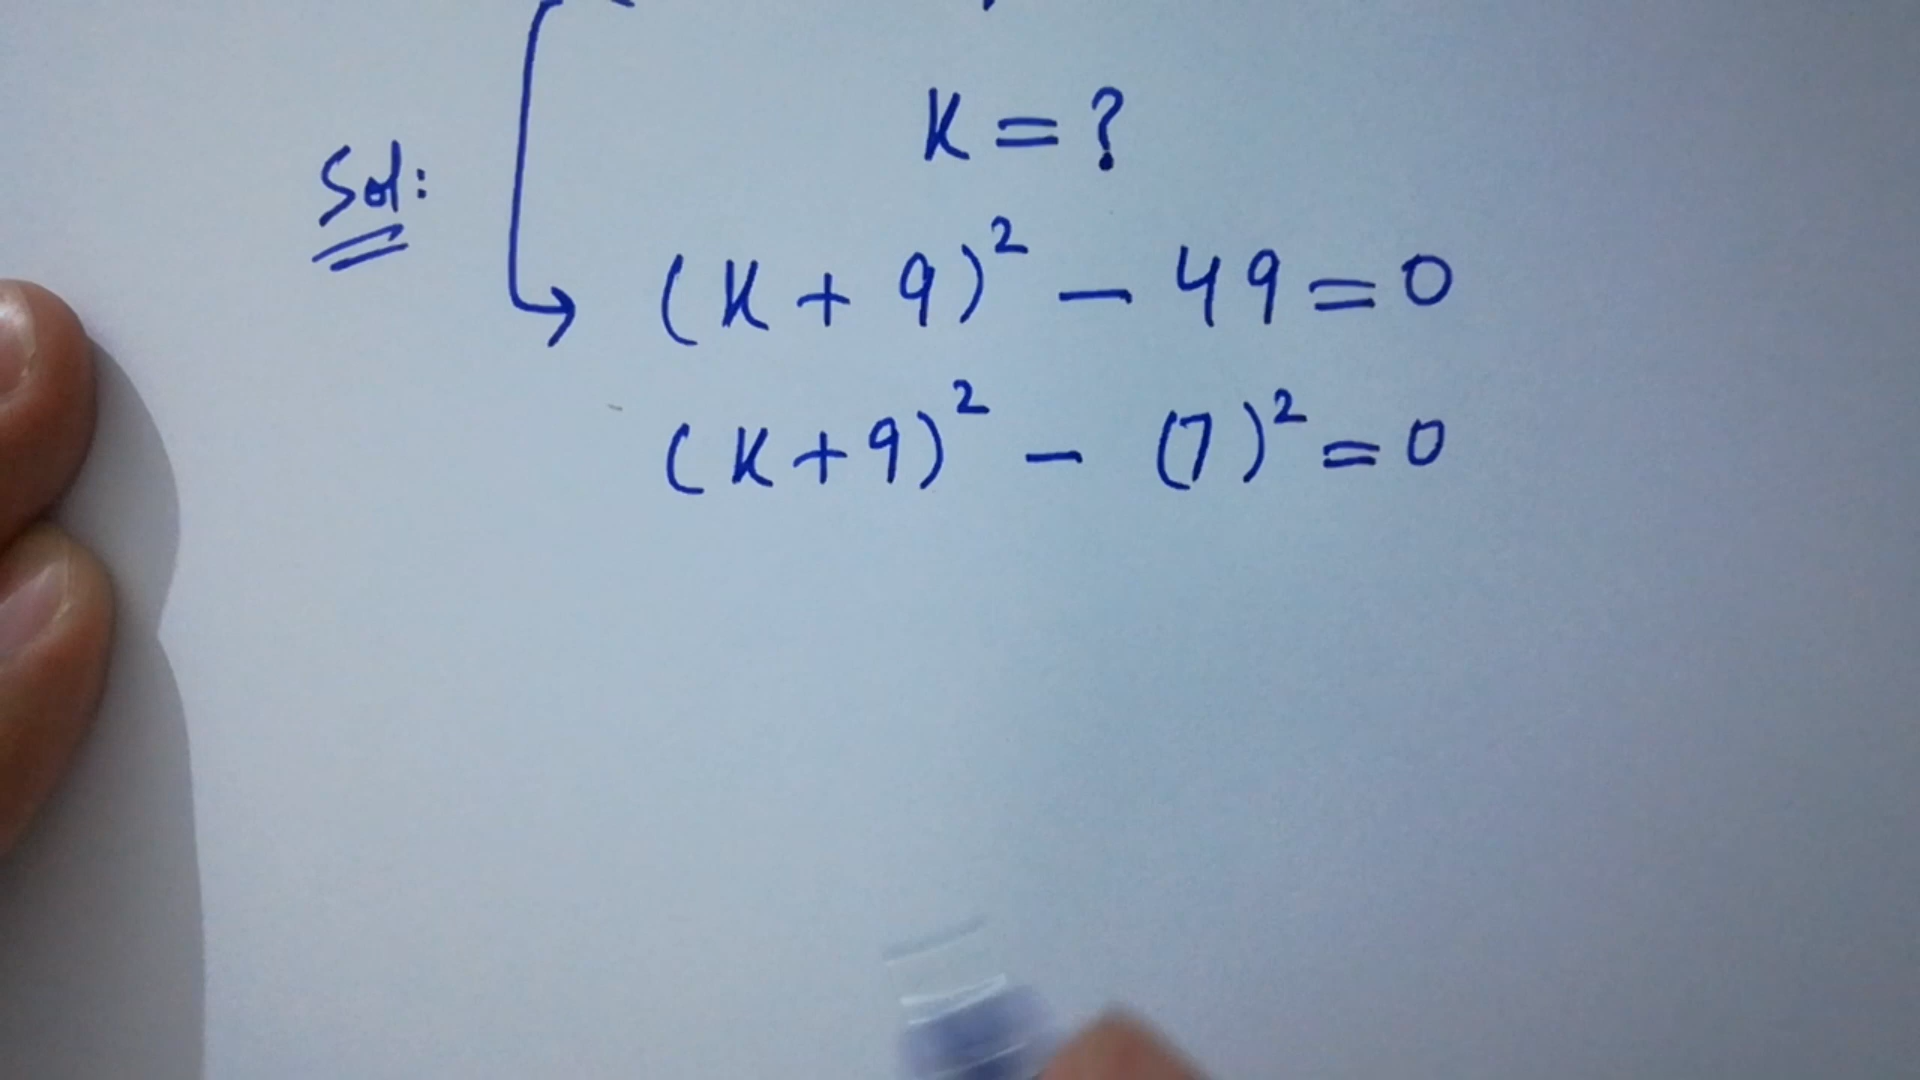 K = ?
Sol:
(K + 9)² - 49 = 0
(K + 9)² - (7)² = 0